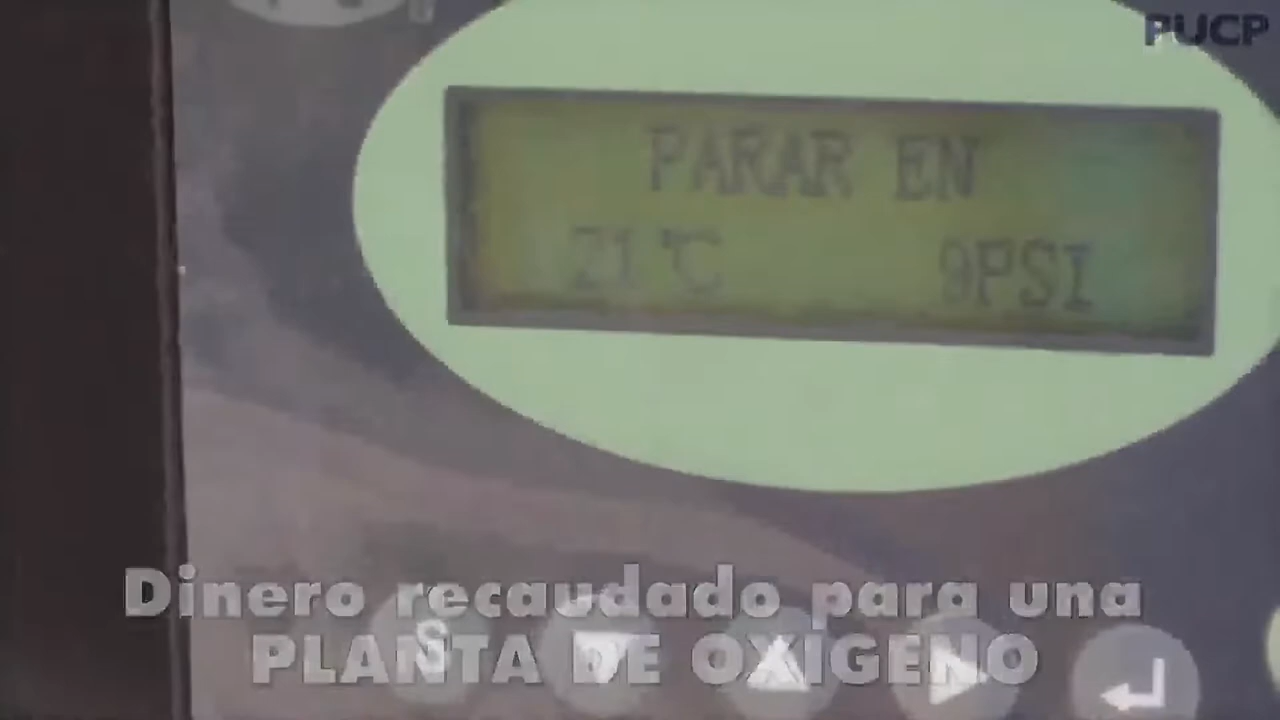 PUCP
PARAR EN
21°C 9PSI
Dinero recaudado para una
PLANTA DE OXIGENO
S